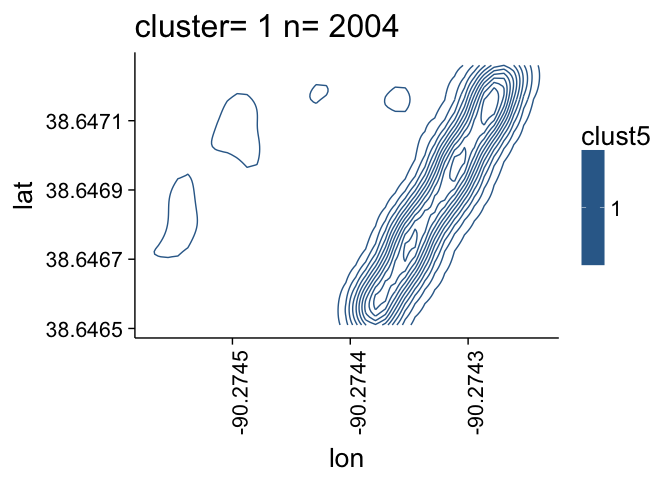 cluster= 1 n= 2004
38.6471
38.6469
38.6467
38.6465
lat
-90.2745
-90.2744
-90.2743
lon
clust5
1